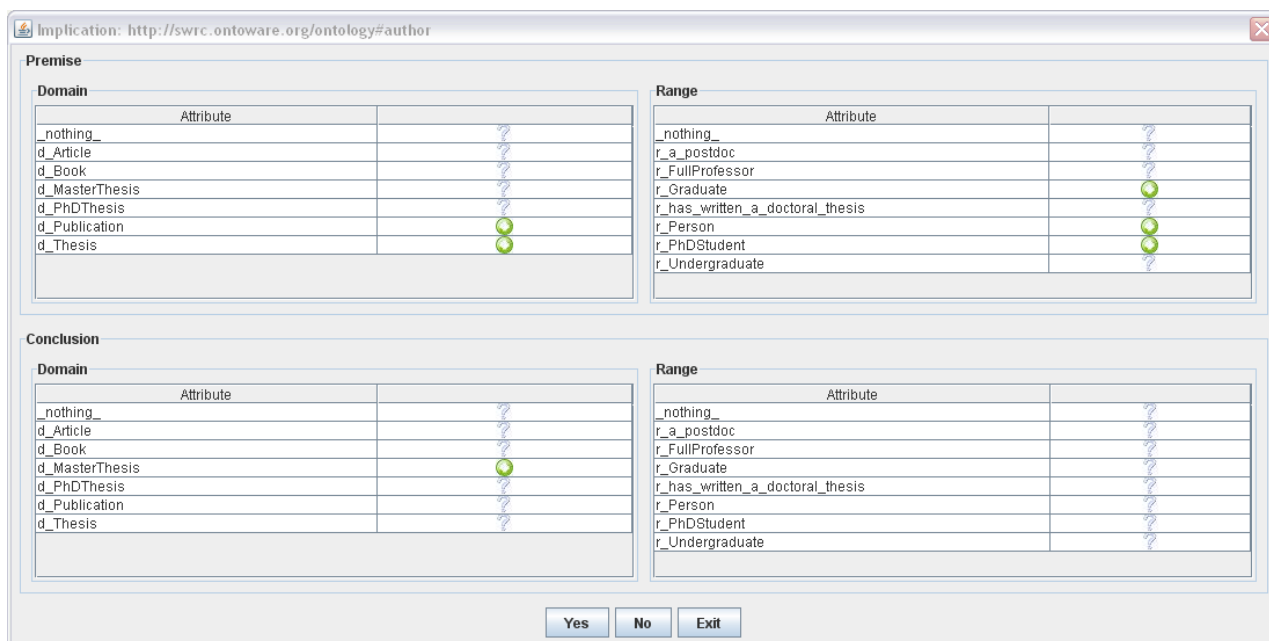 Implication: http://swrc.ontoware.org/ontology#author
Premise
Domain
Attribute
_nothing_
d_Article
d_Book
d_MasterThesis
d_PhDThesis
d_Publication
d_Thesis
Range
Attribute
_nothing_
r_a_postdoc
r_FullProfessor
r_Graduate
r_has_written_a_doctoral_thesis
r_Person
r_PhDStudent
r_Undergraduate
Conclusion
Domain
Attribute
_nothing_
d_Article
d_Book
d_MasterThesis
d_PhDThesis
d_Publication
d_Thesis
Range
Attribute
_nothing_
r_a_postdoc
r_FullProfessor
r_Graduate
r_has_written_a_doctoral_thesis
r_Person
r_PhDStudent
r_Undergraduate
Yes No Exit